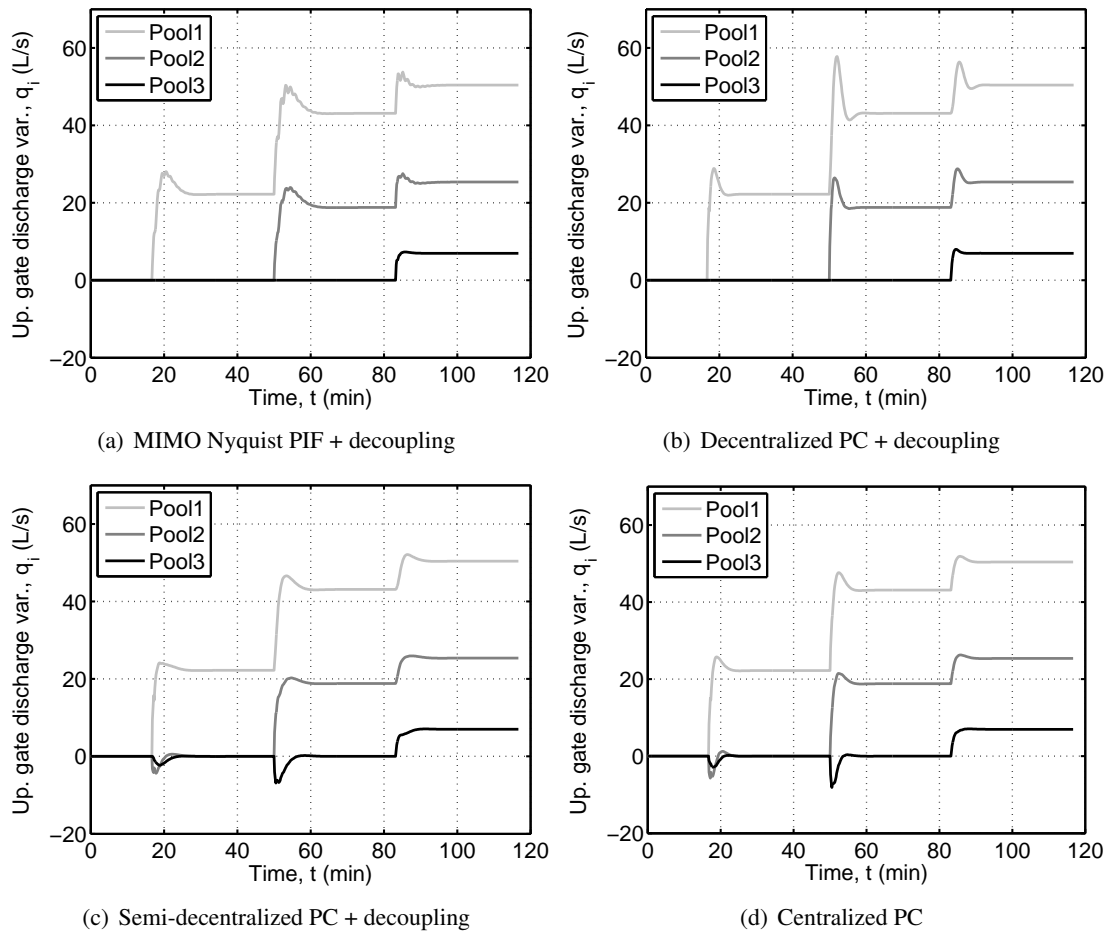 Up. gate discharge var., q_i (L/s)
60
40
20
0
−20
Pool1
Pool2
Pool3
0 20 40 60 80 100 120
Time, t (min)
(a) MIMO Nyquist PIF + decoupling
Up. gate discharge var., q_i (L/s)
60
40
20
0
−20
Pool1
Pool2
Pool3
0 20 40 60 80 100 120
Time, t (min)
(b) Decentralized PC + decoupling
Up. gate discharge var., q_i (L/s)
60
40
20
0
−20
Pool1
Pool2
Pool3
0 20 40 60 80 100 120
Time, t (min)
(c) Semi-decentralized PC + decoupling
Up. gate discharge var., q_i (L/s)
60
40
20
0
−20
Pool1
Pool2
Pool3
0 20 40 60 80 100 120
Time, t (min)
(d) Centralized PC